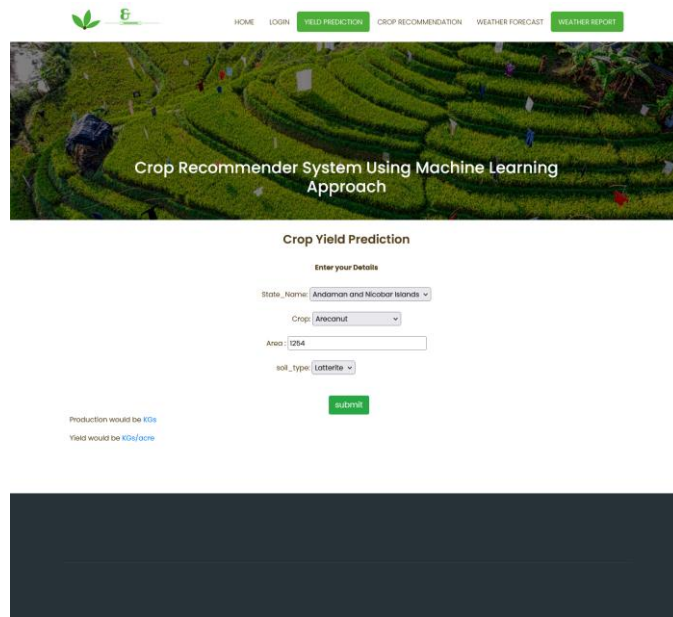 &
HOME LOGIN YIELD PREDICTION CROP RECOMMENDATION WEATHER FORECAST WEATHER REPORT
Crop Recommender System Using Machine Learning
Approach
Crop Yield Prediction
Enter your Details
State_Name: Andaman and Nicobar Islands
Crop: Arecanut
Area : 1254
soil_type: Latterite
submit
Production would be KGs
Yield would be KGs/acre